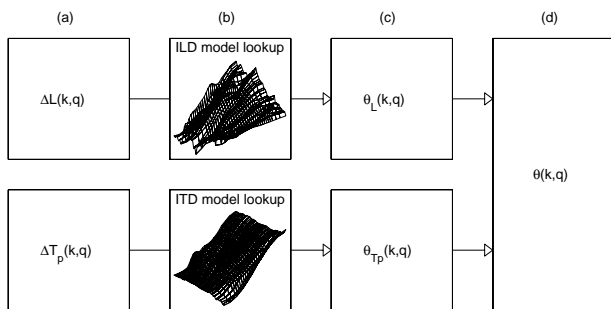 (a) (b) (c) (d)
ILD model lookup
ΔL(k,q) θ_L(k,q)
θ(k,q)
ITD model lookup
ΔT_p(k,q) θ_Tp(k,q)